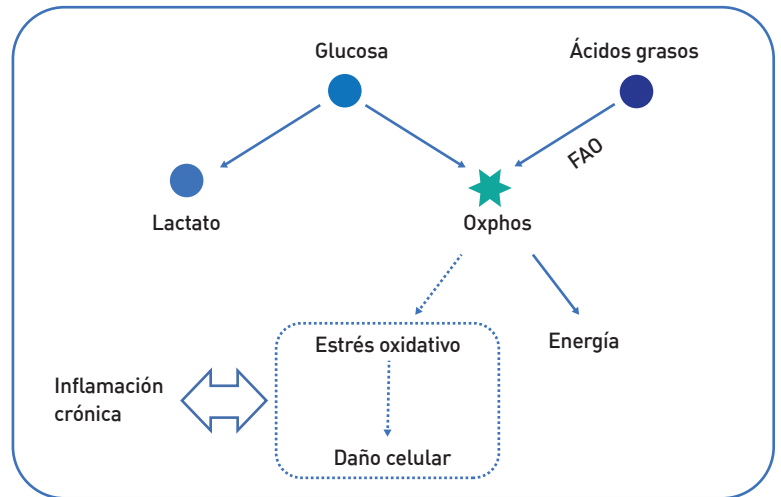 Glucosa
Ácidos grasos
FAO
Lactato
Oxphos
Estrés oxidativo
Energía
Inflamación
crónica
Daño celular